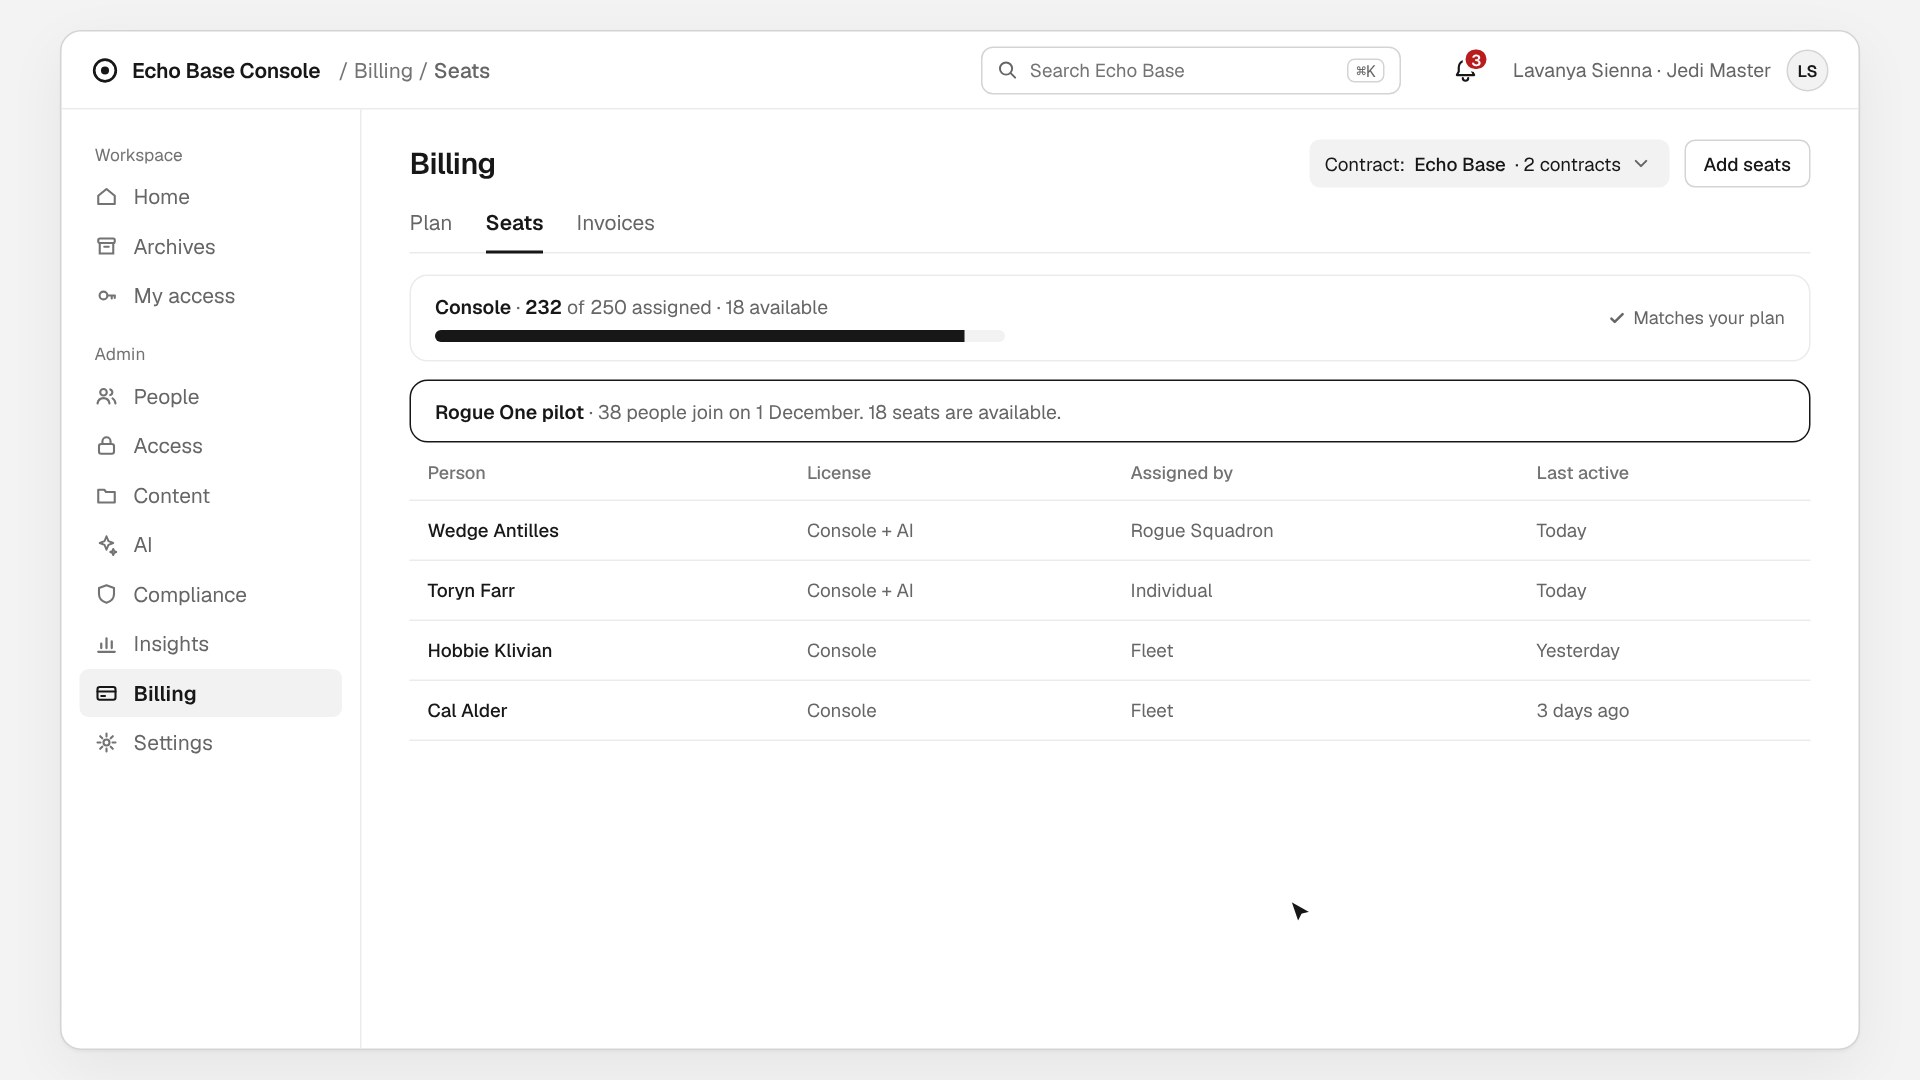 Echo Base Console / Billing / Seats
Search Echo Base ⌘K
3
Lavanya Sienna · Jedi Master LS
Workspace
Home
Archives
My access
Admin
People
Access
Content
AI
Compliance
Insights
Billing
Settings
Billing
Contract: Echo Base · 2 contracts
Add seats
Plan Seats Invoices
Console · 232 of 250 assigned · 18 available
Matches your plan
Rogue One pilot · 38 people join on 1 December. 18 seats are available.
Person License Assigned by Last active
Wedge Antilles Console + AI Rogue Squadron Today
Toryn Farr Console + AI Individual Today
Hobbie Klivian Console Fleet Yesterday
Cal Alder Console Fleet 3 days ago